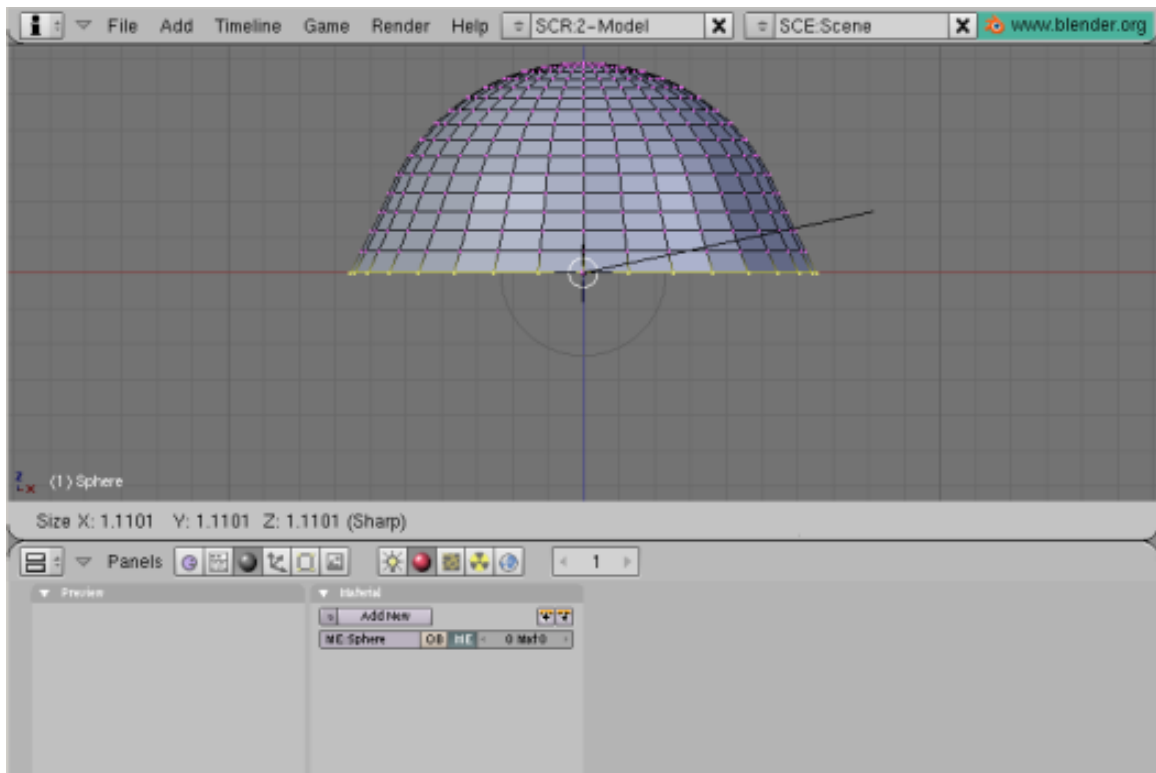 File Add Timeline Game Render Help SCR:2-Model SCE:Scene www.blender.org
z
x
(1) Sphere
Size X: 1.1101 Y: 1.1101 Z: 1.1101 (Sharp)
Panels 1
Preview Material
Add New
ME:Sphere OB ME 0 Mat 0